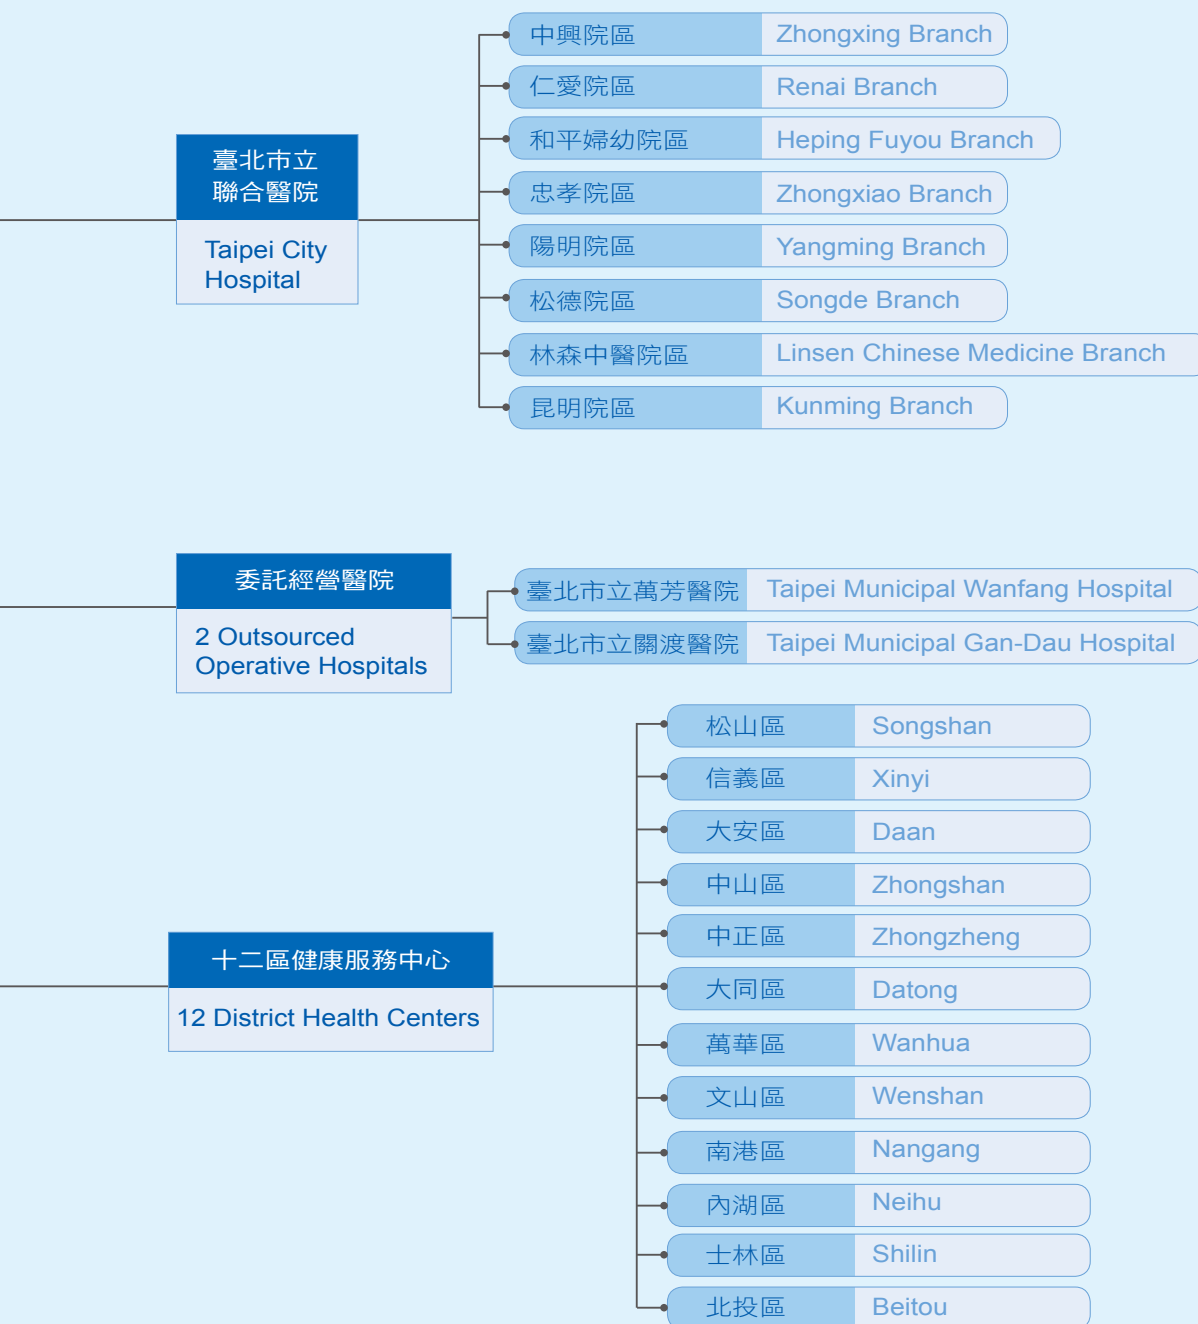 臺北市立
聯合醫院
Taipei City
Hospital
中興院區 Zhongxing Branch
仁愛院區 Renai Branch
和平婦幼院區 Heping Fuyou Branch
忠孝院區 Zhongxiao Branch
陽明院區 Yangming Branch
松德院區 Songde Branch
林森中醫院區 Linsen Chinese Medicine Branch
昆明院區 Kunming Branch
委託經營醫院
2 Outsourced
Operative Hospitals
臺北市立萬芳醫院 Taipei Municipal Wanfang Hospital
臺北市立關渡醫院 Taipei Municipal Gan-Dau Hospital
十二區健康服務中心
12 District Health Centers
松山區 Songshan
信義區 Xinyi
大安區 Daan
中山區 Zhongshan
中正區 Zhongzheng
大同區 Datong
萬華區 Wanhua
文山區 Wenshan
南港區 Nangang
內湖區 Neihu
士林區 Shilin
北投區 Beitou